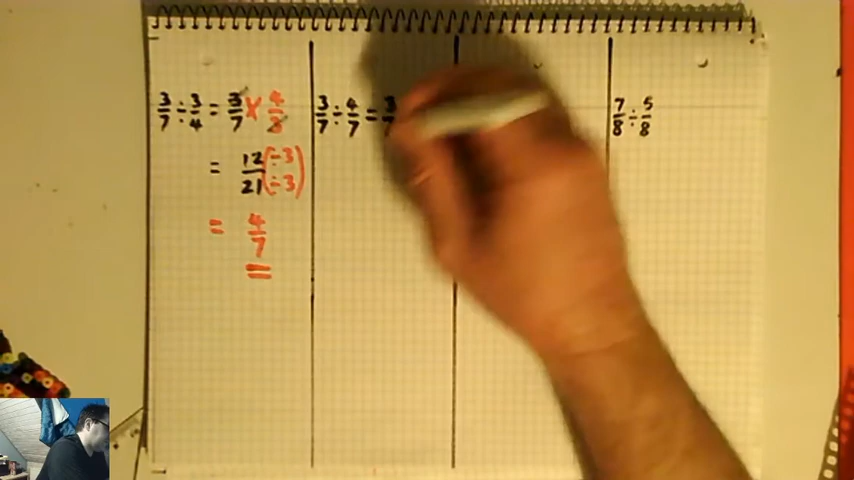 3/7 ÷ 3/4 = 3/7 × 4/3
= 12/21 (÷3/÷3)
= 4/7
3/7 ÷ 4/7 = 3/7
7/8 ÷ 5/8